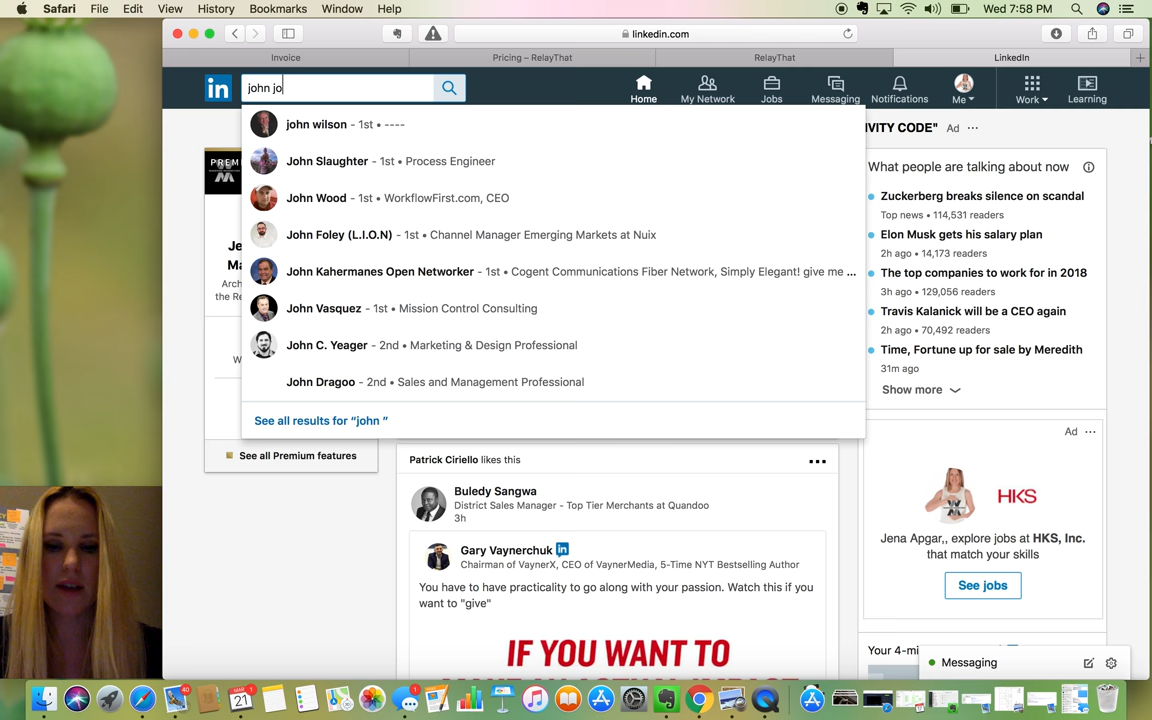 Safari File Edit View History Bookmarks Window Help
Wed 7:58 PM
linkedin.com
Invoice
Pricing – RelayThat
RelayThat
LinkedIn
in
john jo
Home
My Network
Jobs
Messaging
Notifications
Me
Work
Learning
john wilson - 1st • ----
John Slaughter - 1st • Process Engineer
John Wood - 1st • WorkflowFirst.com, CEO
John Foley (L.I.O.N) - 1st • Channel Manager Emerging Markets at Nuix
John Kahermanes Open Networker - 1st • Cogent Communications Fiber Network, Simply Elegant! give me ...
John Vasquez - 1st • Mission Control Consulting
John C. Yeager - 2nd • Marketing & Design Professional
John Dragoo - 2nd • Sales and Management Professional
See all results for “john ”
PREM
Je
Ma
Arch
the Re
W
See all Premium features
Patrick Ciriello likes this
Buledy Sangwa
District Sales Manager - Top Tier Merchants at Quandoo
3h
Gary Vaynerchuk in
Chairman of VaynerX, CEO of VaynerMedia, 5-Time NYT Bestselling Author
You have to have practicality to go along with your passion. Watch this if you
want to "give"
IF YOU WANT TO
IVITY CODE" Ad
What people are talking about now
Zuckerberg breaks silence on scandal
Top news • 114,531 readers
Elon Musk gets his salary plan
2h ago • 14,173 readers
The top companies to work for in 2018
3h ago • 129,056 readers
Travis Kalanick will be a CEO again
2h ago • 70,492 readers
Time, Fortune up for sale by Meredith
31m ago
Show more
Ad
HKS
Jena Apgar,, explore jobs at HKS, Inc.
that match your skills
See jobs
Your 4-mi
Messaging
40
MAR
21
1